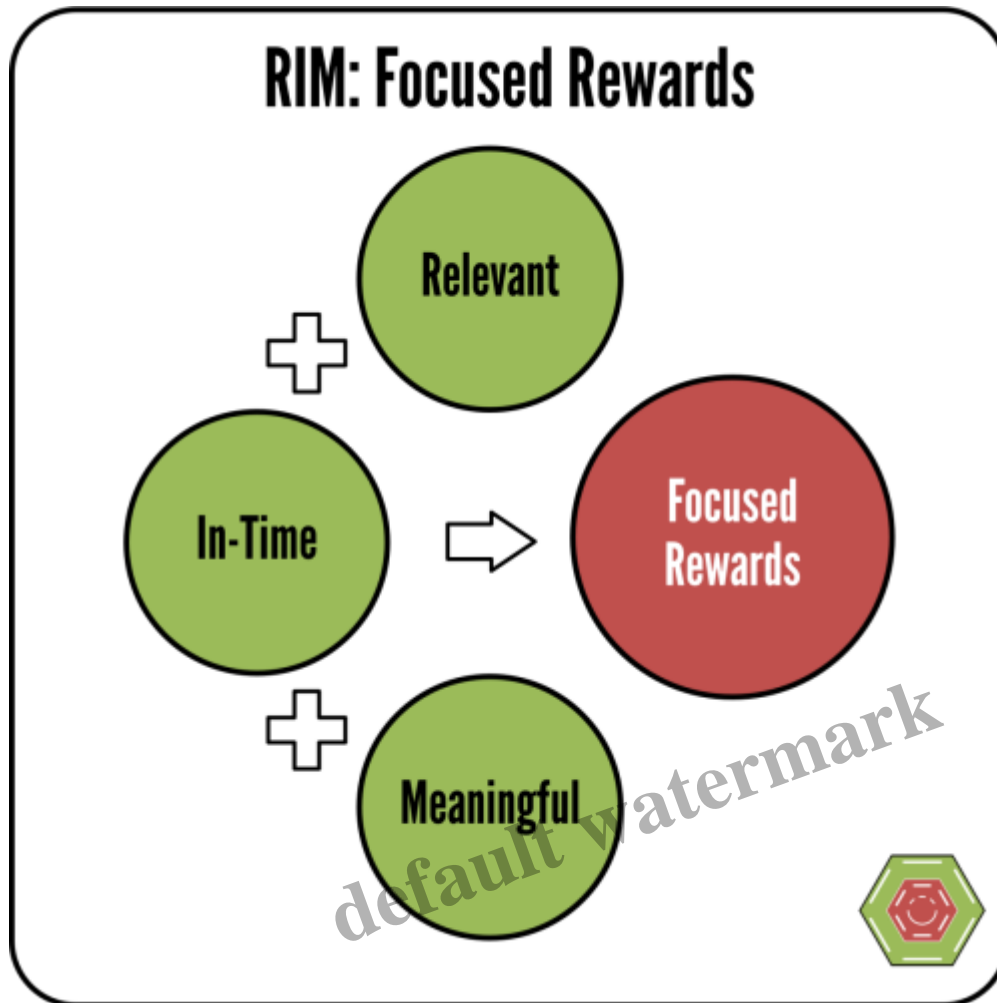 RIM: Focused Rewards
Relevant
In-Time
Focused
Rewards
Meaningful
default watermark